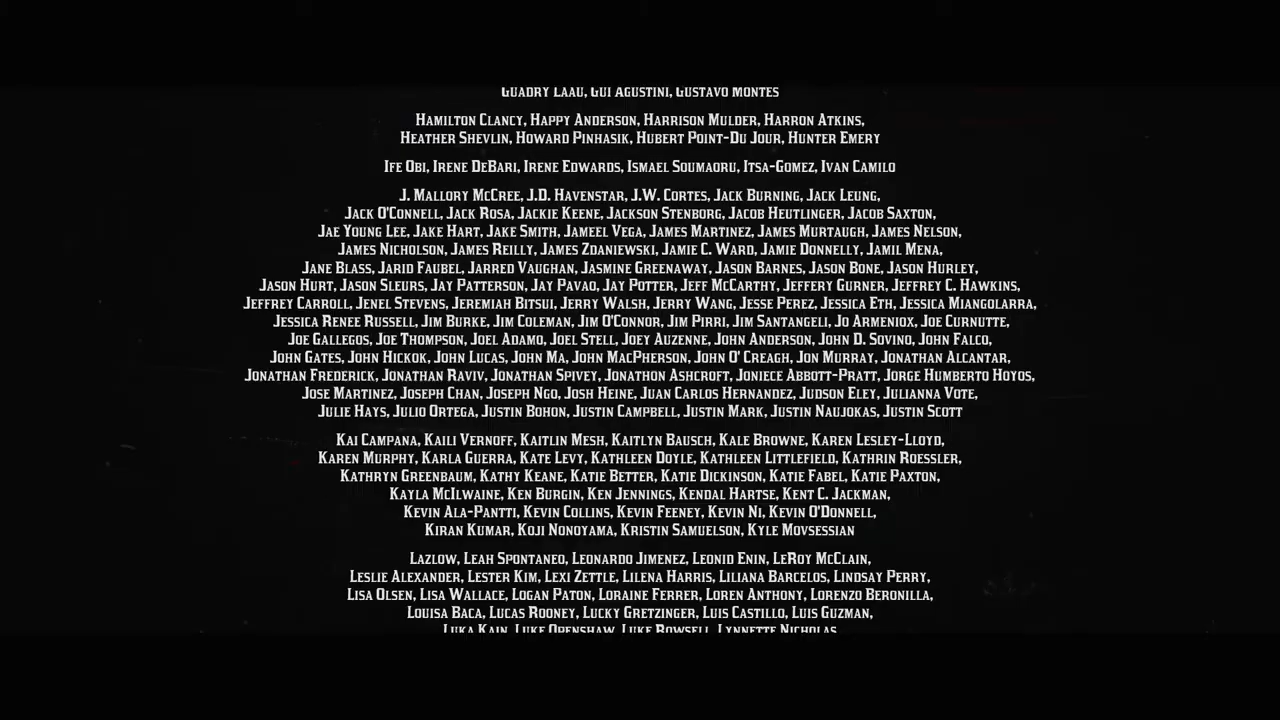 Guadry Laau, Gui Agustini, Gustavo Montes
Hamilton Clancy, Happy Anderson, Harrison Mulder, Harron Atkins,
Heather Shevlin, Howard Pinhasik, Hubert Point-Du Jour, Hunter Emery
Ife Obi, Irene DeBari, Irene Edwards, Ismael Soumaoru, Itsa-Gomez, Ivan Camilo
J. Mallory McCree, J.D. Havenstar, J.W. Cortes, Jack Burning, Jack Leung,
Jack O'Connell, Jack Rosa, Jackie Keene, Jackson Stenborg, Jacob Heutlinger, Jacob Saxton,
Jae Young Lee, Jake Hart, Jake Smith, Jameel Vega, James Martinez, James Murtaugh, James Nelson,
James Nicholson, James Reilly, James Zdaniewski, Jamie C. Ward, Jamie Donnelly, Jamil Mena,
Jane Blass, Jarid Faubel, Jarred Vaughan, Jasmine Greenaway, Jason Barnes, Jason Bone, Jason Hurley,
Jason Hurt, Jason Sleurs, Jay Patterson, Jay Pavao, Jay Potter, Jeff McCarthy, Jeffery Gurner, Jeffrey C. Hawkins,
Jeffrey Carroll, Jenel Stevens, Jeremiah Bitsui, Jerry Walsh, Jerry Wang, Jesse Perez, Jessica Eth, Jessica Miangolarra,
Jessica Renee Russell, Jim Burke, Jim Coleman, Jim O'Connor, Jim Pirri, Jim Santangeli, Jo Armeniox, Joe Curnutte,
Joe Gallegos, Joe Thompson, Joel Adamo, Joel Stell, Joey Auzenne, John Anderson, John D. Sovino, John Falco,
John Gates, John Hickok, John Lucas, John Ma, John MacPherson, John O' Creagh, Jon Murray, Jonathan Alcantar,
Jonathan Frederick, Jonathan Raviv, Jonathan Spivey, Jonathon Ashcroft, Joniece Abbott-Pratt, Jorge Humberto Hoyos,
Jose Martinez, Joseph Chan, Joseph Ngo, Josh Heine, Juan Carlos Hernandez, Judson Eley, Julianna Vote,
Julie Hays, Julio Ortega, Justin Bohon, Justin Campbell, Justin Mark, Justin Naujokas, Justin Scott
Kai Campana, Kaili Vernoff, Kaitlin Mesh, Kaitlyn Bausch, Kale Browne, Karen Lesley-Lloyd,
Karen Murphy, Karla Guerra, Kate Levy, Kathleen Doyle, Kathleen Littlefield, Kathrin Roessler,
Kathryn Greenbaum, Kathy Keane, Katie Better, Katie Dickinson, Katie Fabel, Katie Paxton,
Kayla McIlwaine, Ken Burgin, Ken Jennings, Kendal Hartse, Kent C. Jackman,
Kevin Ala-Pantti, Kevin Collins, Kevin Feeney, Kevin Ni, Kevin O'Donnell,
Kiran Kumar, Koji Nonoyama, Kristin Samuelson, Kyle Movsessian
Lazlow, Leah Spontaneo, Leonardo Jimenez, Leonid Enin, LeRoy McClain,
Leslie Alexander, Lester Kim, Lexi Zettle, Lilena Harris, Liliana Barcelos, Lindsay Perry,
Lisa Olsen, Lisa Wallace, Logan Paton, Loraine Ferrer, Loren Anthony, Lorenzo Beronilla,
Louisa Baca, Lucas Rooney, Lucky Gretzinger, Luis Castillo, Luis Guzman,
Luka Kain, Luke Openshaw, Luke Rowsell, Lynnette Nicholas